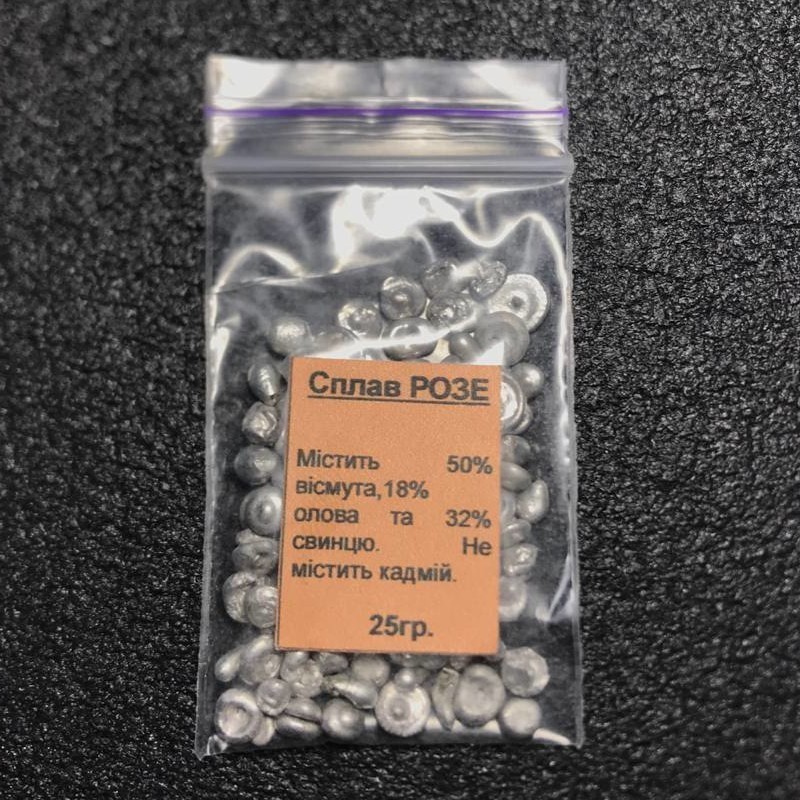 Сплав РОЗЕ
Містить 50%
вісмута,18%
олова та 32%
свинцю. Не
містить кадмій.
25гр.